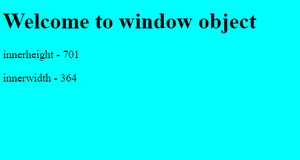 Welcome to window object
innerheight - 701
innerwidth - 364